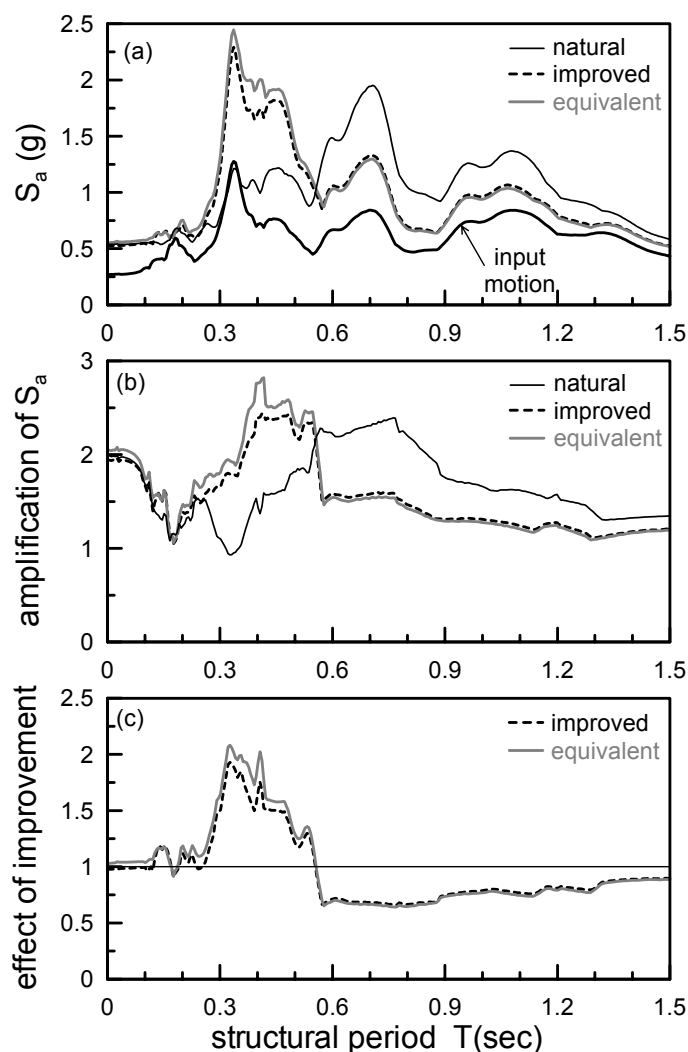 (a)
natural
improved
equivalent
input
motion
Sa (g)
2.5
2
1.5
1
0.5
0
0 0.3 0.6 0.9 1.2 1.5
(b)
natural
improved
equivalent
amplification of Sa
3
2
1
0
0 0.3 0.6 0.9 1.2 1.5
(c)
improved
equivalent
effect of improvement
2.5
2
1.5
1
0.5
0
0 0.3 0.6 0.9 1.2 1.5
structural period T(sec)